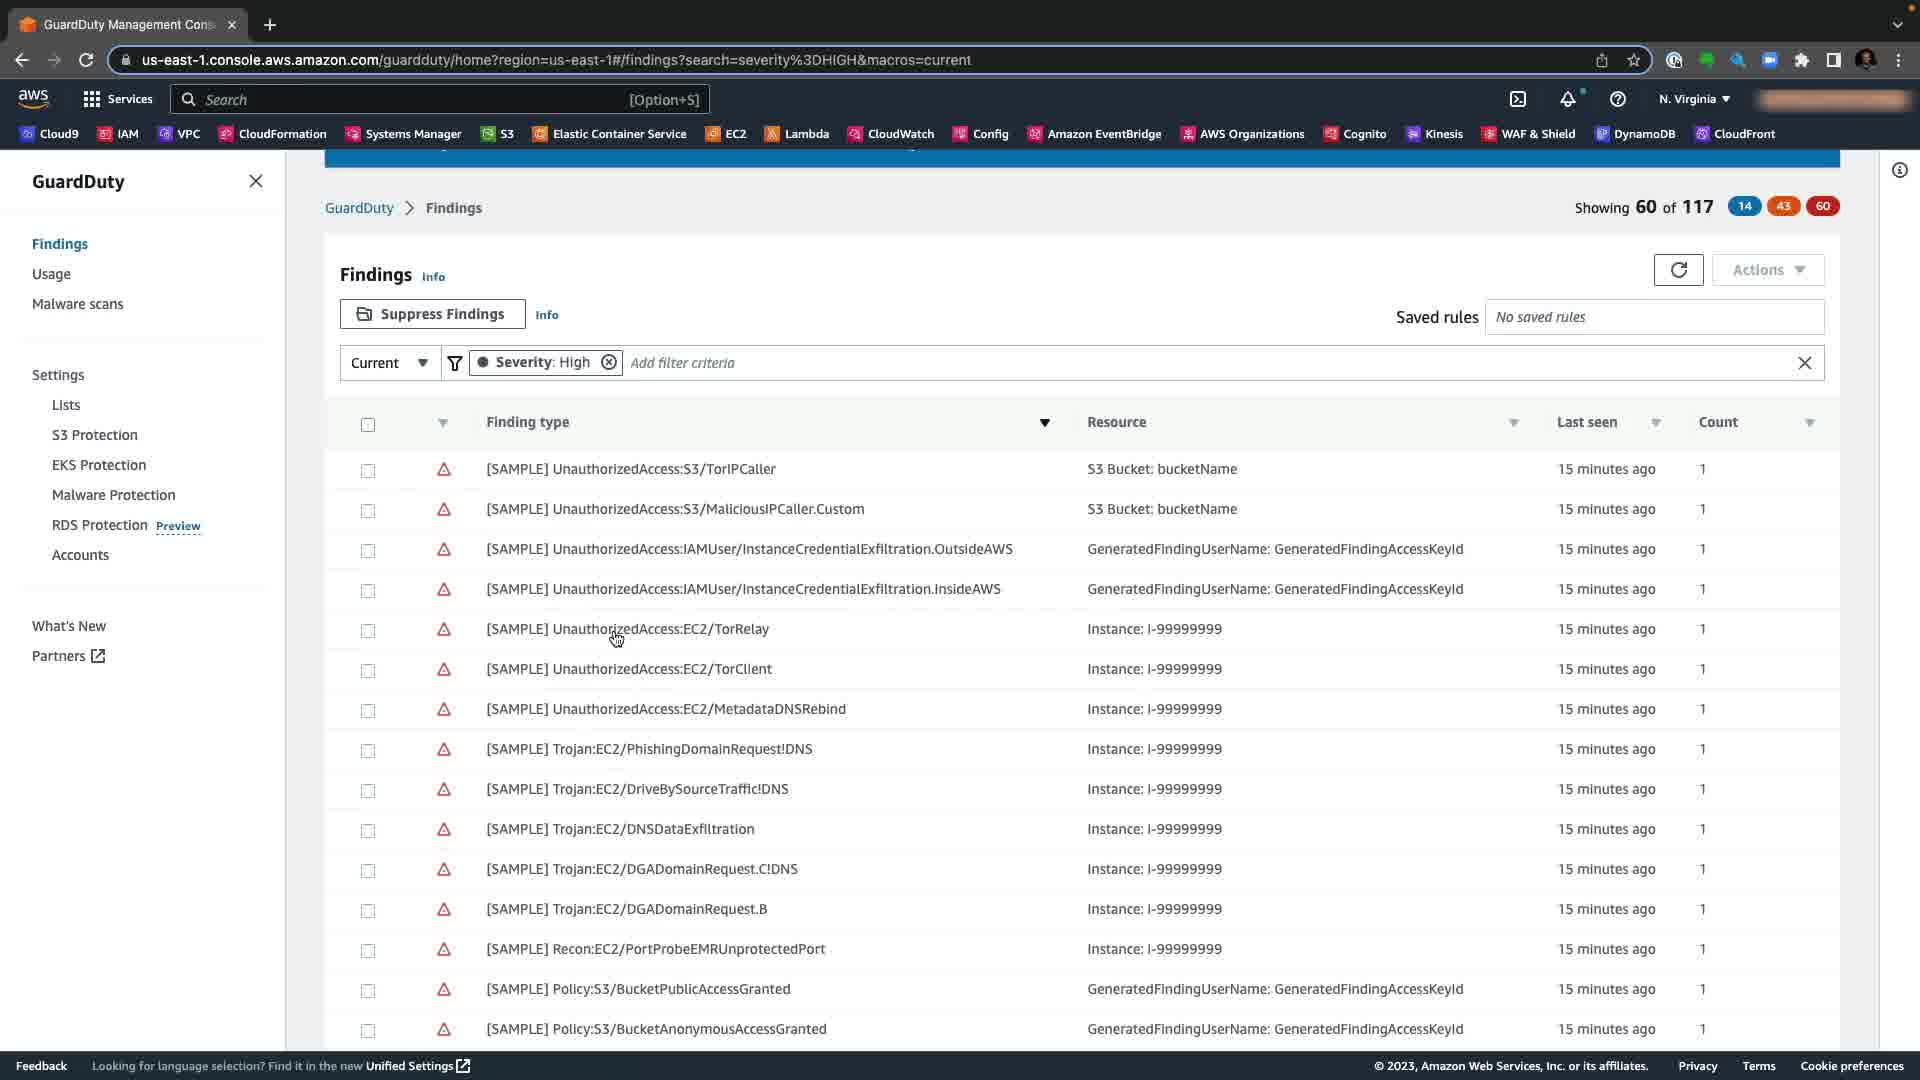 GuardDuty Management Cons
us-east-1.console.aws.amazon.com/guardduty/home?region=us-east-1#/findings?search=severity%3DHIGH&macros=current
aws Services Search [Option+S] N. Virginia
Cloud9 IAM VPC CloudFormation Systems Manager S3 Elastic Container Service EC2 Lambda CloudWatch Config Amazon EventBridge AWS Organizations Cognito Kinesis WAF & Shield DynamoDB CloudFront
GuardDuty
Findings
Usage
Malware scans
Settings
Lists
S3 Protection
EKS Protection
Malware Protection
RDS Protection Preview
Accounts
What's New
Partners
GuardDuty > Findings
Showing 60 of 117 14 43 60
Findings Info
Actions
Suppress Findings Info
Saved rules No saved rules
Current Severity: High Add filter criteria
Finding type Resource Last seen Count
[SAMPLE] UnauthorizedAccess:S3/TorIPCaller S3 Bucket: bucketName 15 minutes ago 1
[SAMPLE] UnauthorizedAccess:S3/MaliciousIPCaller.Custom S3 Bucket: bucketName 15 minutes ago 1
[SAMPLE] UnauthorizedAccess:IAMUser/InstanceCredentialExfiltration.OutsideAWS GeneratedFindingUserName: GeneratedFindingAccessKeyId 15 minutes ago 1
[SAMPLE] UnauthorizedAccess:IAMUser/InstanceCredentialExfiltration.InsideAWS GeneratedFindingUserName: GeneratedFindingAccessKeyId 15 minutes ago 1
[SAMPLE] UnauthorizedAccess:EC2/TorRelay Instance: i-99999999 15 minutes ago 1
[SAMPLE] UnauthorizedAccess:EC2/TorClient Instance: i-99999999 15 minutes ago 1
[SAMPLE] UnauthorizedAccess:EC2/MetadataDNSRebind Instance: i-99999999 15 minutes ago 1
[SAMPLE] Trojan:EC2/PhishingDomainRequest!DNS Instance: i-99999999 15 minutes ago 1
[SAMPLE] Trojan:EC2/DriveBySourceTraffic!DNS Instance: i-99999999 15 minutes ago 1
[SAMPLE] Trojan:EC2/DNSDataExfiltration Instance: i-99999999 15 minutes ago 1
[SAMPLE] Trojan:EC2/DGADomainRequest.C!DNS Instance: i-99999999 15 minutes ago 1
[SAMPLE] Trojan:EC2/DGADomainRequest.B Instance: i-99999999 15 minutes ago 1
[SAMPLE] Recon:EC2/PortProbeEMRUnprotectedPort Instance: i-99999999 15 minutes ago 1
[SAMPLE] Policy:S3/BucketPublicAccessGranted GeneratedFindingUserName: GeneratedFindingAccessKeyId 15 minutes ago 1
[SAMPLE] Policy:S3/BucketAnonymousAccessGranted GeneratedFindingUserName: GeneratedFindingAccessKeyId 15 minutes ago 1
Feedback Looking for language selection? Find it in the new Unified Settings © 2023, Amazon Web Services, Inc. or its affiliates. Privacy Terms Cookie preferences